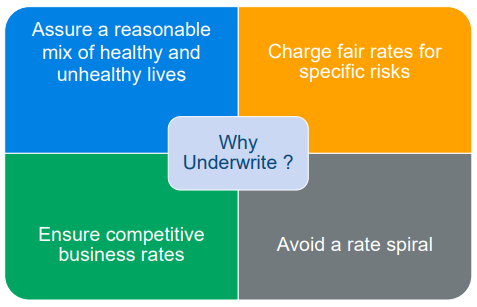 Assure a reasonable
mix of healthy and
unhealthy lives
Charge fair rates for
specific risks
Why
Underwrite ?
Ensure competitive
business rates
Avoid a rate spiral